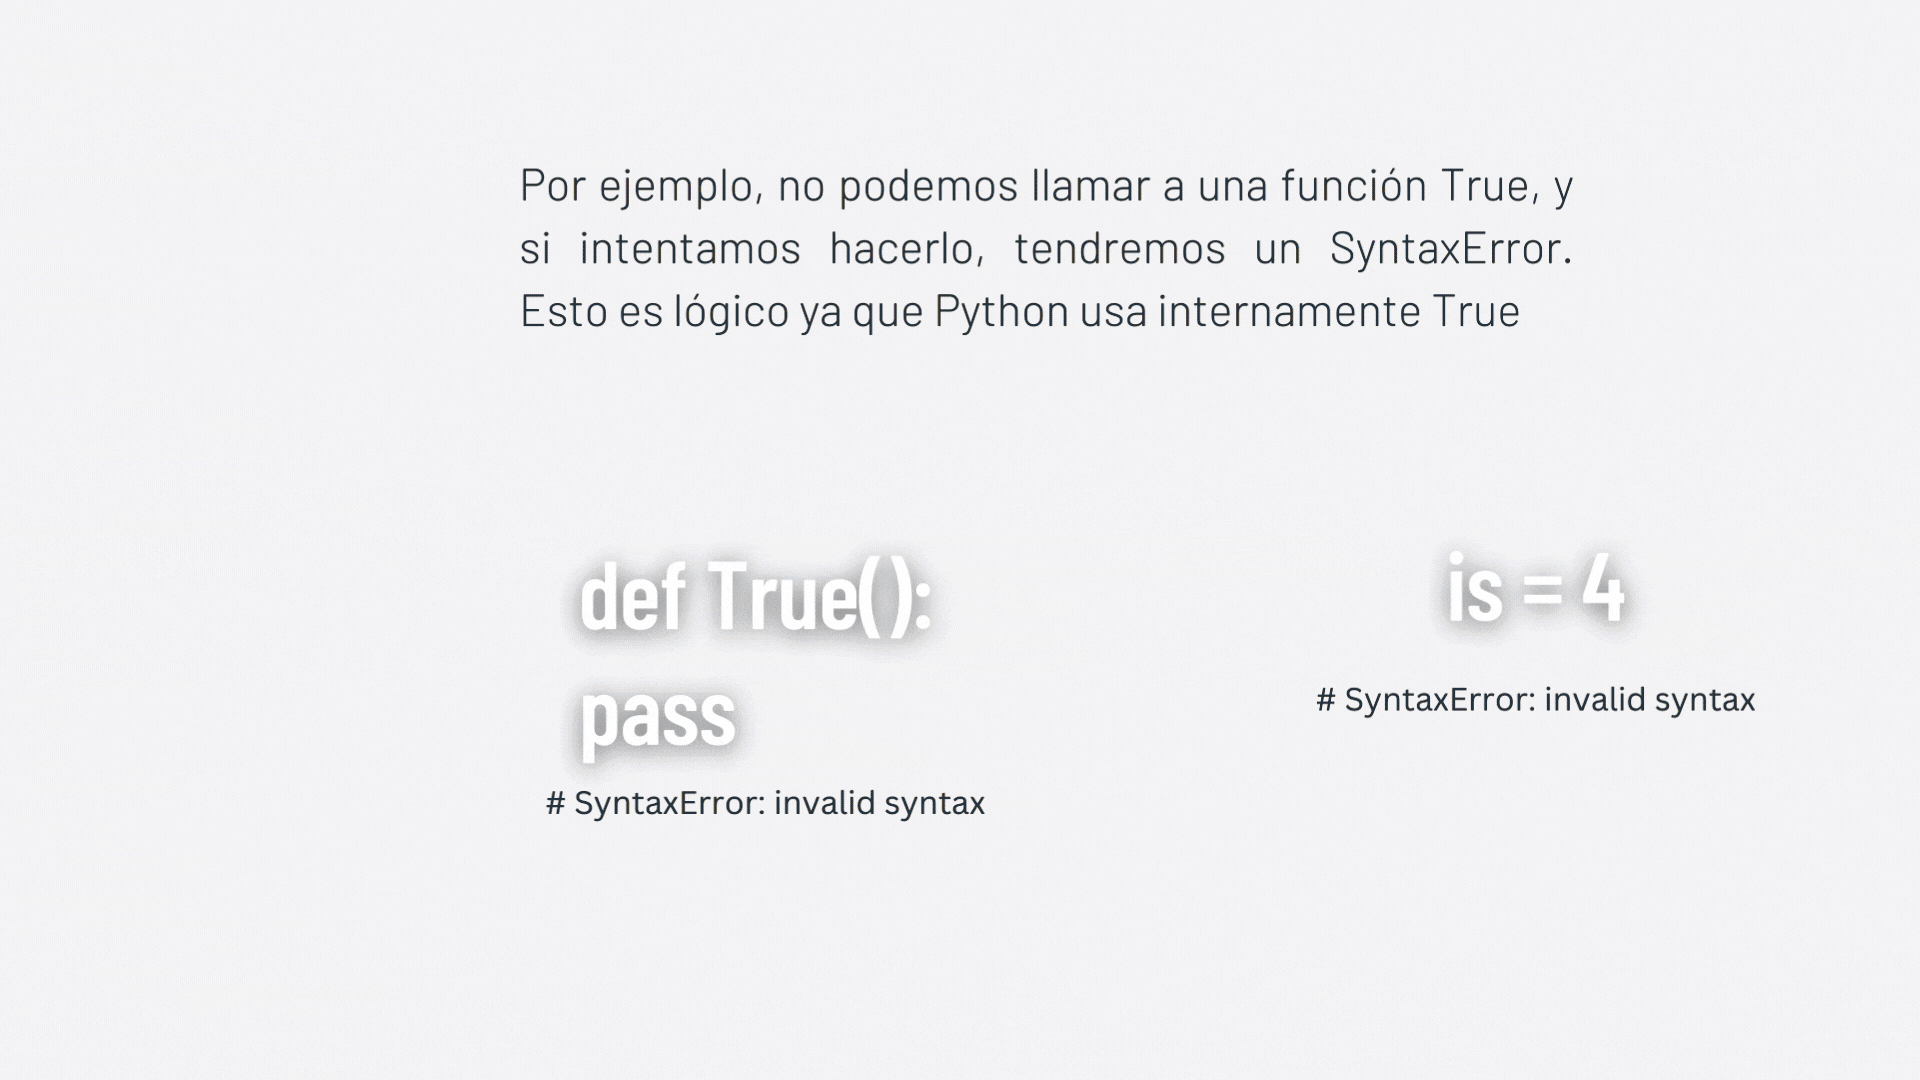 Por ejemplo, no podemos llamar a una función True, y
si intentamos hacerlo, tendremos un SyntaxError.
Esto es lógico ya que Python usa internamente True
def True():
pass
# SyntaxError: invalid syntax
is = 4
# SyntaxError: invalid syntax